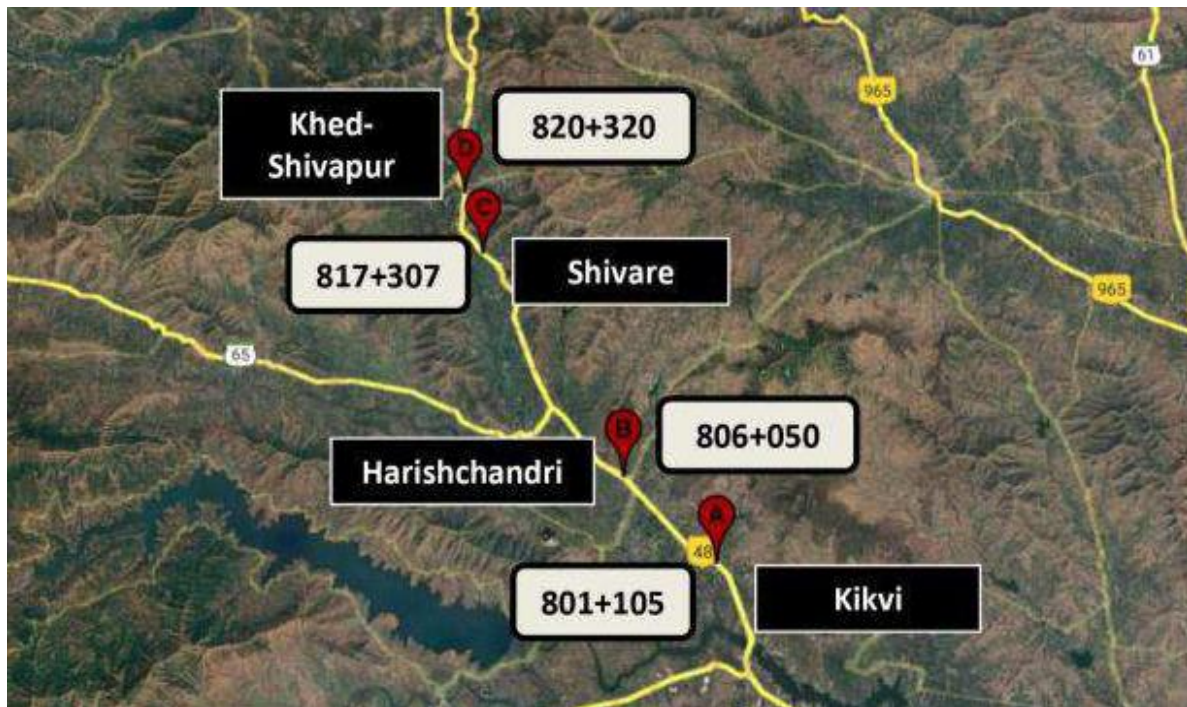 61
965
Khed-
Shivapur
820+320
D
C
817+307
Shivare
965
65
B
806+050
Harishchandri
A
48
801+105
Kikvi